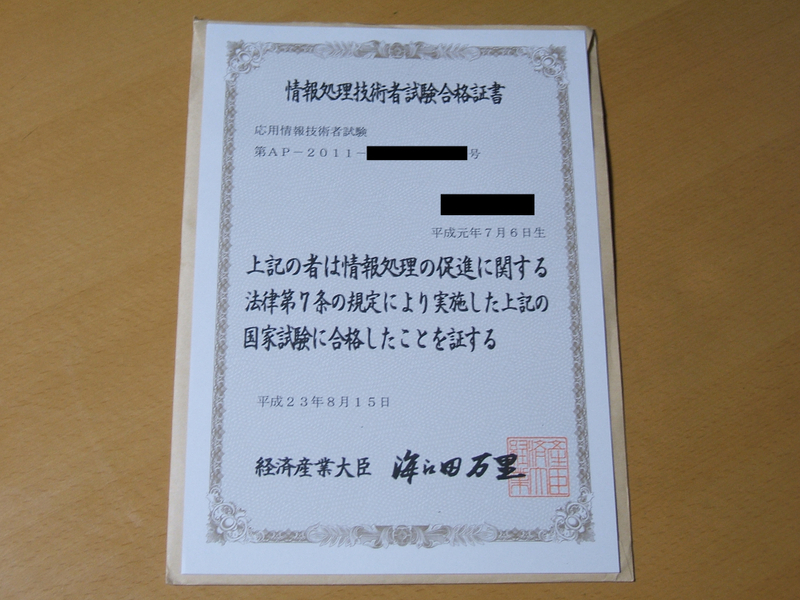 情報処理技術者試験合格証書
応用情報技術者試験
第AP－2011－
号
平成元年7月6日生
上記の者は情報処理の促進に関する
法律第7条の規定により実施した上記の
国家試験に合格したことを証する
平成23年8月15日
経済産業大臣 海江田万里